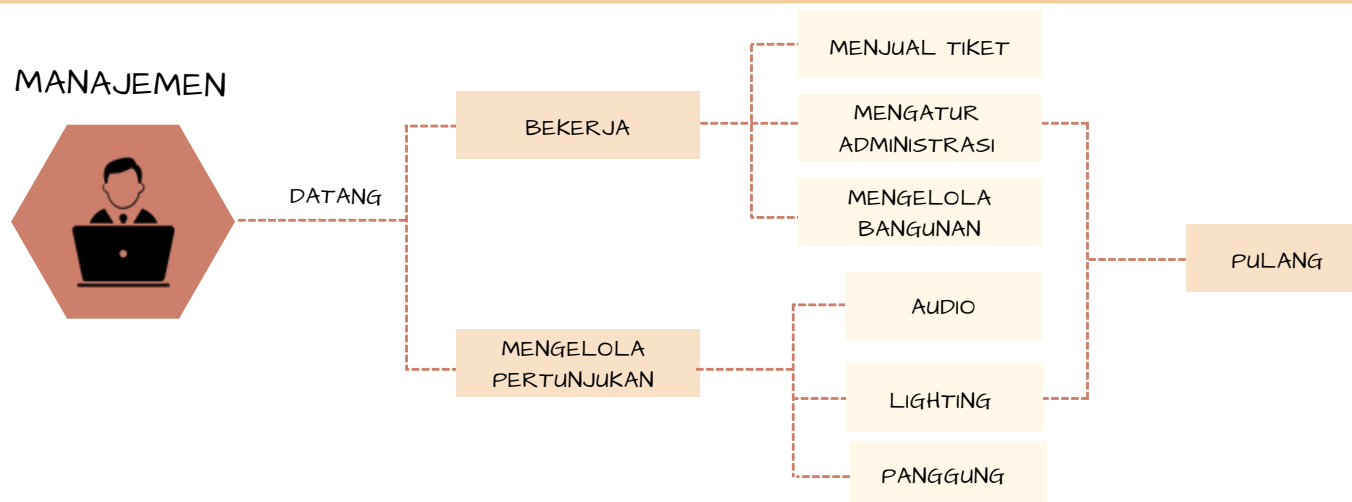 MANAJEMEN
DATANG
BEKERJA
MENJUAL TIKET
MENGATUR
ADMINISTRASI
MENGELOLA
BANGUNAN
MENGELOLA
PERTUNJUKAN
AUDIO
LIGHTING
PANGGUNG
PULANG